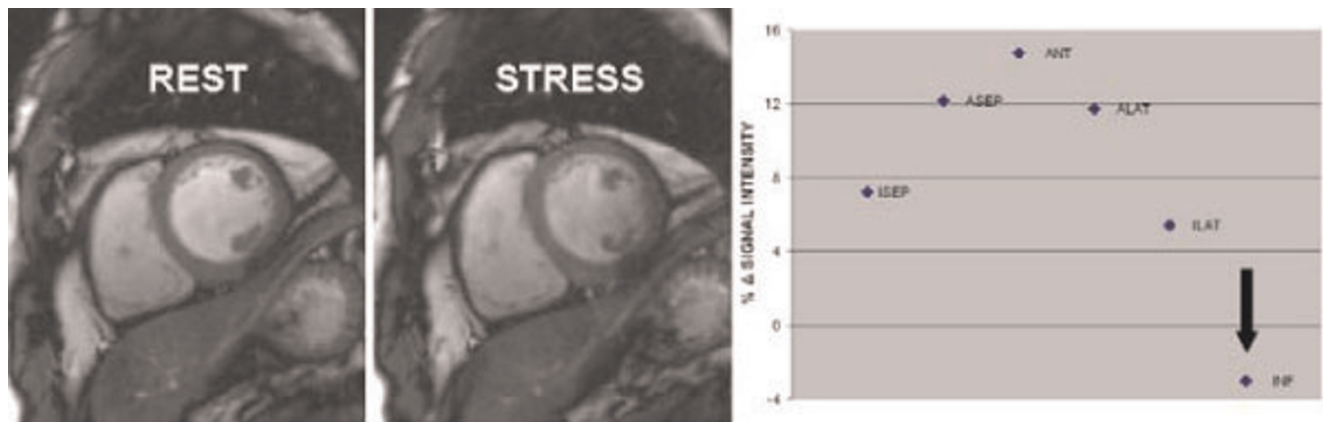 REST
STRESS
% Δ SIGNAL INTENSITY
16
12
8
4
0
-4
ISEP
ASEP
ANT
ALAT
ILAT
INF